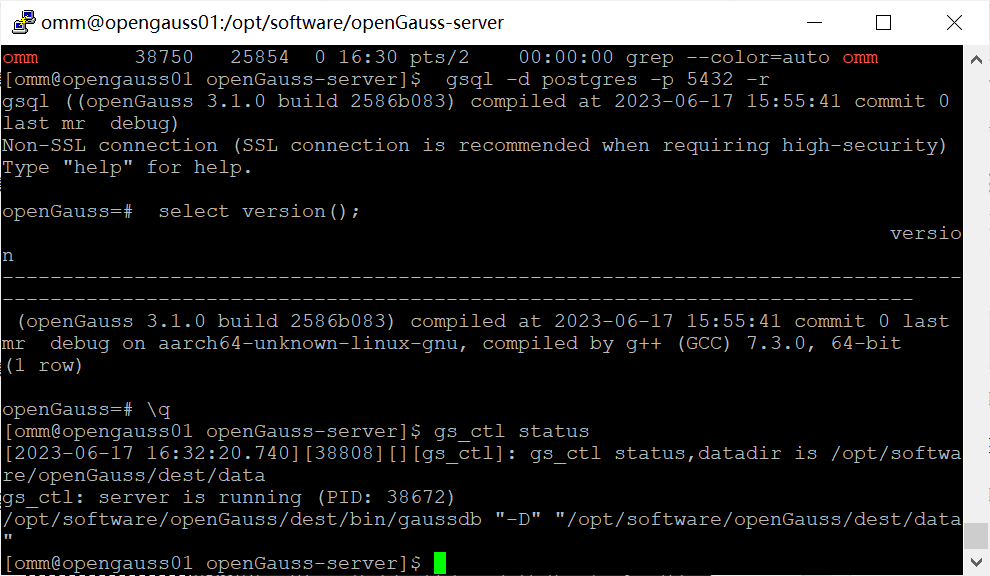 omm@opengauss01:/opt/software/openGauss-server
omm       38750   25854  0 16:30 pts/2    00:00:00 grep --color=auto omm
[omm@opengauss01 openGauss-server]$  gsql -d postgres -p 5432 -r
gsql ((openGauss 3.1.0 build 2586b083) compiled at 2023-06-17 15:55:41 commit 0
last mr  debug)
Non-SSL connection (SSL connection is recommended when requiring high-security)
Type "help" for help.
openGauss=#  select version();
versio
n
--------------------------------------------------------------------------------
----------------------------------------------------------------------------
(openGauss 3.1.0 build 2586b083) compiled at 2023-06-17 15:55:41 commit 0 last
mr  debug on aarch64-unknown-linux-gnu, compiled by g++ (GCC) 7.3.0, 64-bit
(1 row)
openGauss=# \q
[omm@opengauss01 openGauss-server]$ gs_ctl status
[2023-06-17 16:32:20.740][38808][][gs_ctl]: gs_ctl status,datadir is /opt/softwa
re/openGauss/dest/data
gs_ctl: server is running (PID: 38672)
/opt/software/openGauss/dest/bin/gaussdb "-D" "/opt/software/openGauss/dest/data
"
[omm@opengauss01 openGauss-server]$